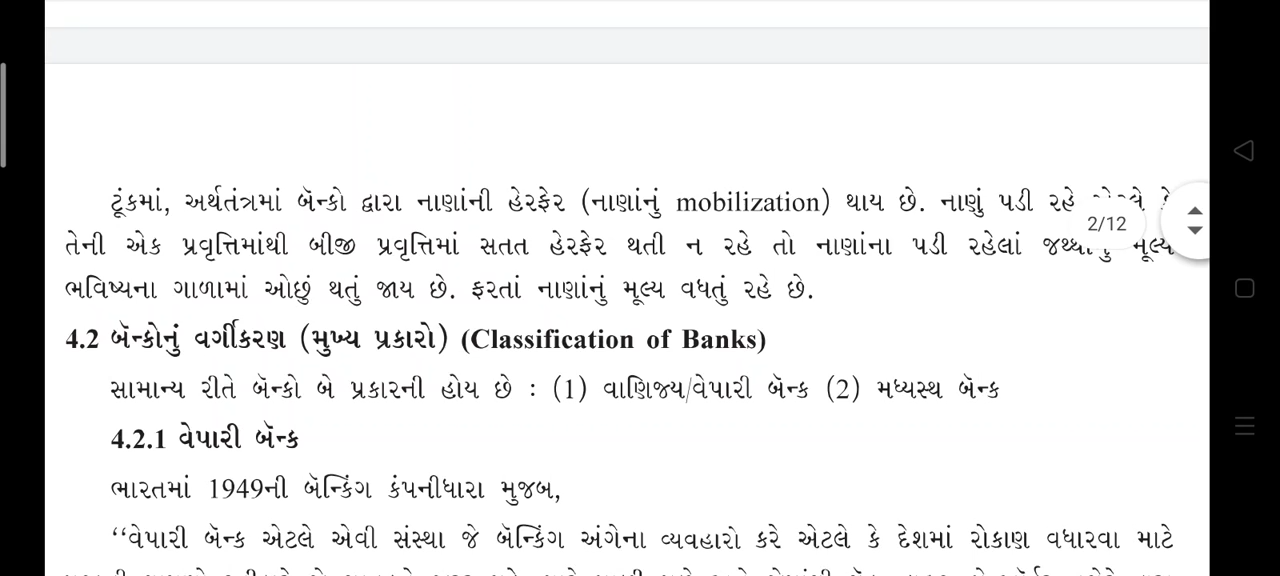 ટૂંકમાં, અર્થતંત્રમાં બૅન્કો દ્વારા નાણાંની હેરફેર (નાણાંનું mobilization) થાય છે. નાણું પડી રહે
2/12
તેની એક પ્રવૃત્તિમાંથી બીજી પ્રવૃત્તિમાં સતત હેરફેર થતી ન રહે તો નાણાંના પડી રહેલાં મૂલ્ય
ભવિષ્યના ગાળામાં ઓછું થતું જાય છે. ફરતાં નાણાંનું મૂલ્ય વધતું રહે છે.
4.2 બૅન્કોનું વર્ગીકરણ (મુખ્ય પ્રકારો) (Classification of Banks)
સામાન્ય રીતે બૅન્કો બે પ્રકારની હોય છે : (1) વાણિજ્ય/વેપારી બૅન્ક (2) મધ્યસ્થ બૅન્ક
4.2.1 વેપારી બૅન્ક
ભારતમાં 1949ની બૅન્કિંગ કંપનીધારા મુજબ,
‘‘વેપારી બૅન્ક એટલે એવી સંસ્થા જે બૅન્કિંગ અંગેના વ્યવહારો કરે એટલે કે દેશમાં રોકાણ વધારવા માટે